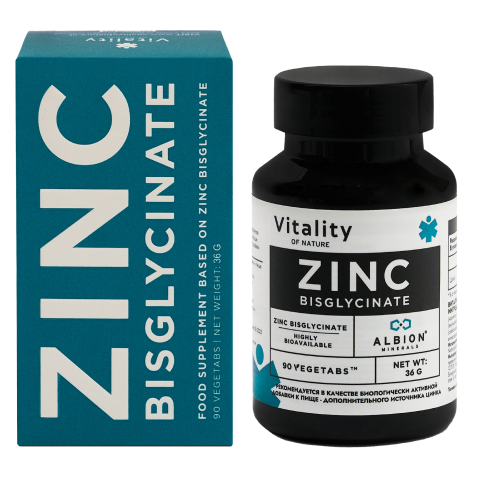 Vitality
ZINC
BISGLYCINATE
FOOD SUPPLEMENT BASED ON ZINC BISGLYCINATE
90 VEGETABS | NET WEIGHT: 36G
Vitality
OF NATURE
ZINC
BISGLYCINATE
ZINC BISGLYCINATE
HIGHLY
BIOAVAILABLE
ALBION®
MINERALS
90 VEGETABS™
NET WT:
36 G
РЕКОМЕНДУЕТСЯ В КАЧЕСТВЕ БИОЛОГИЧЕСКИ АКТИВНОЙ
ДОБАВКИ К ПИЩЕ - ДОПОЛНИТЕЛЬНОГО ИСТОЧНИКА ЦИНКА